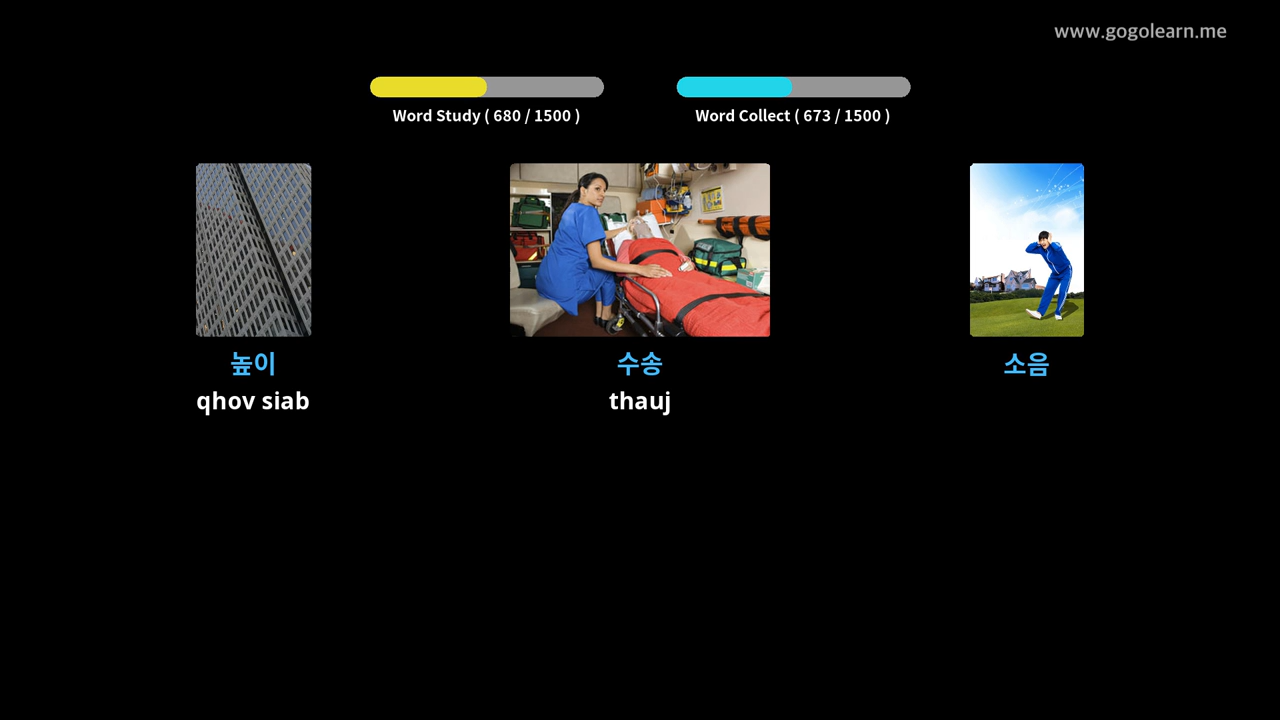 www.gogolearn.me
Word Study ( 680 / 1500 )
Word Collect ( 673 / 1500 )
높이
수송
소음
qhov siab
thauj